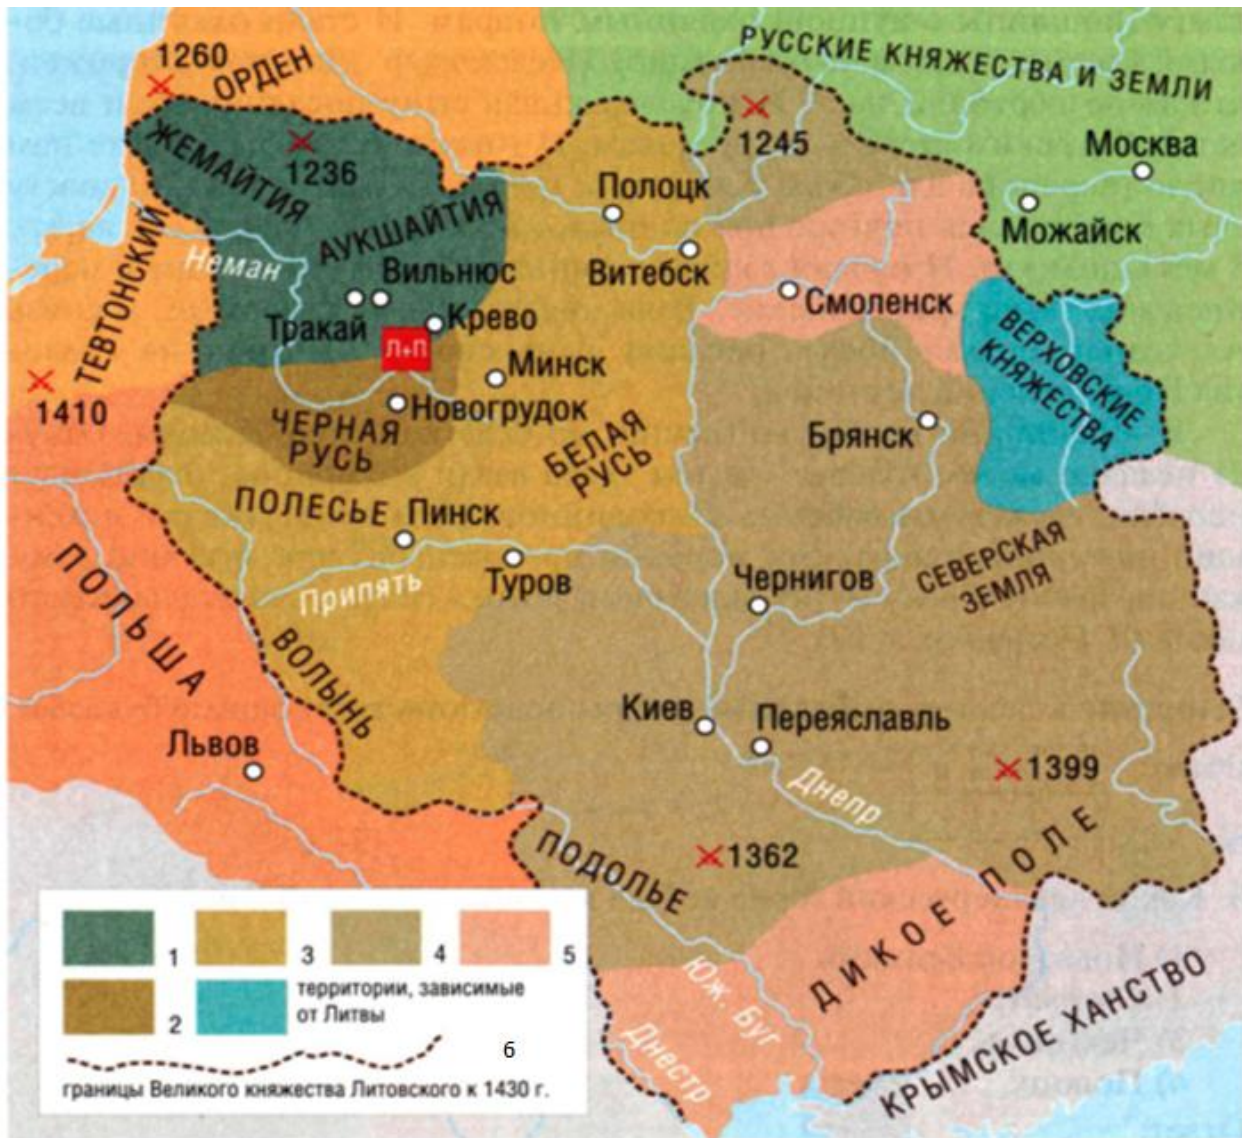 1260
ОРДЕН
РУССКИЕ КНЯЖЕСТВА И ЗЕМЛИ
ЖЕМАЙТИЯ
1236
1245
Москва
Полоцк
Можайск
АУКШАЙТИЯ
ТЕВТОНСКИЙ
Неман
Вильнюс
Витебск
Смоленск
Тракай
Крево
Л+П
ВЕРХОВСКИЕ
КНЯЖЕСТВА
Минск
1410
Новогрудок
ЧЕРНАЯ
РУСЬ
БЕЛАЯ
РУСЬ
Брянск
ПОЛЕСЬЕ
Пинск
ПОЛЬША
Припять
Туров
Чернигов
СЕВЕРСКАЯ
ЗЕМЛЯ
ВОЛЫНЬ
Киев
Переяславль
Львов
1399
Днепр
ПОДОЛЬЕ
1362
ДИКОЕ ПОЛЕ
Юж. Буг
Днестр
КРЫМСКОЕ ХАНСТВО
1
3
4
5
2
территории, зависимые
от Литвы
6
границы Великого княжества Литовского к 1430 г.